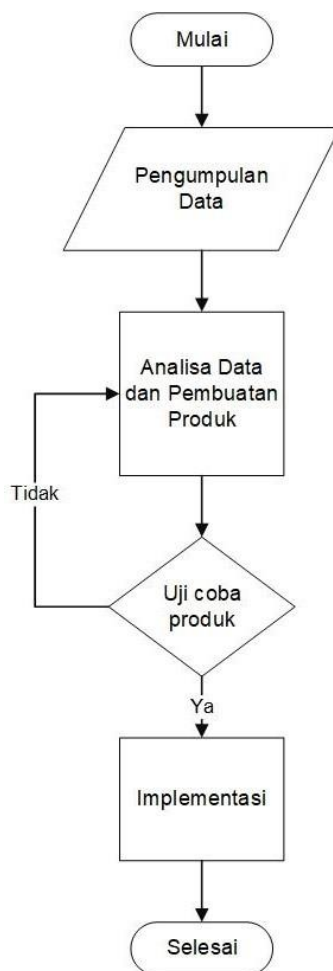 Mulai
Pengumpulan
Data
Analisa Data
dan Pembuatan
Produk
Tidak
Uji coba
produk
Ya
Implementasi
Selesai